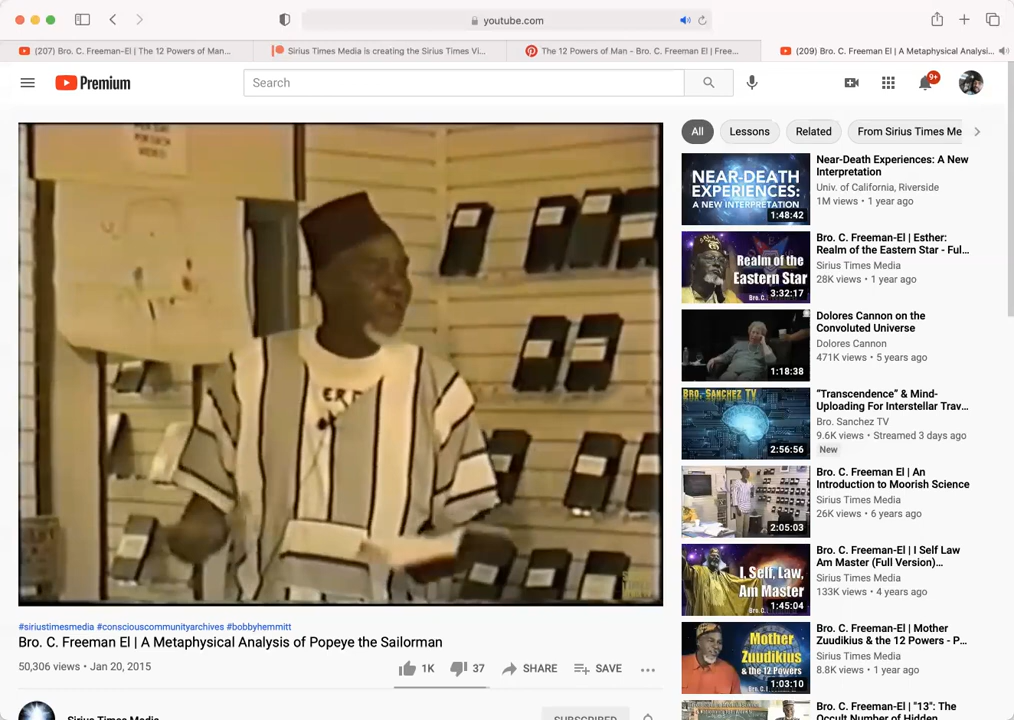 youtube.com
(207) Bro. C. Freeman-El | The 12 Powers of Man...
Sirius Times Media is creating the Sirius Times Vi...
The 12 Powers of Man - Bro. C. Freeman El | Free...
(209) Bro. C. Freeman El | A Metaphysical Analysi...
Premium
Search
9+
All
Lessons
Related
From Sirius Times Me
NEAR-DEATH
EXPERIENCES:
A NEW INTERPRETATION
1:48:42
Near-Death Experiences: A New
Interpretation
Univ. of California, Riverside
1M views • 1 year ago
Realm of the
Eastern Star
Bro. C.
3:32:17
Bro. C. Freeman-El | Esther:
Realm of the Eastern Star - Ful...
Sirius Times Media
28K views • 1 year ago
1:18:38
Dolores Cannon on the
Convoluted Universe
Dolores Cannon
471K views • 5 years ago
BRO. SANCHEZ TV
2:56:56
“Transcendence” & Mind-
Uploading For Interstellar Trav...
Bro. Sanchez TV
9.6K views • Streamed 3 days ago
New
2:05:03
Bro. C. Freeman El | An
Introduction to Moorish Science
Sirius Times Media
26K views • 6 years ago
I, Self, Law,
Am Master
1:45:04
Bro. C. Freeman-El | I Self Law
Am Master (Full Version)...
Sirius Times Media
133K views • 4 years ago
Mother
Zuudikius
& the 12 Powers
Bro. C.
1:03:10
Bro. C. Freeman-El | Mother
Zuudikius & the 12 Powers - P...
Sirius Times Media
8.8K views • 1 year ago
Bro. C. Freeman El | "13": The
Occult Number of Hidden
#siriustimesmedia #consciouscommunityarchives #bobbyhemmitt
Bro. C. Freeman El | A Metaphysical Analysis of Popeye the Sailorman
50,306 views • Jan 20, 2015
1K
37
SHARE
SAVE
Sirius Times Media
SUBSCRIBED